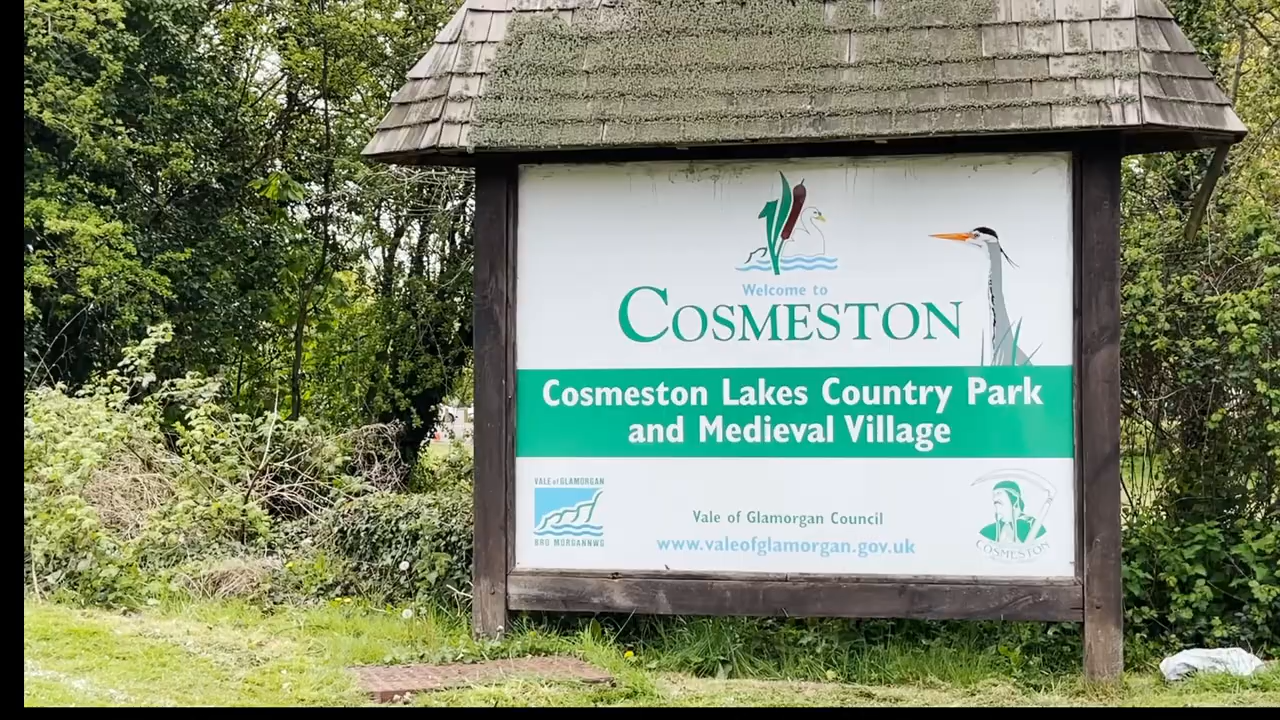 Welcome to
COSMESTON
Cosmeston Lakes Country Park
and Medieval Village
VALE of GLAMORGAN
BRO MORGANNWG
Vale of Glamorgan Council
www.valeofglamorgan.gov.uk
COSMESTON